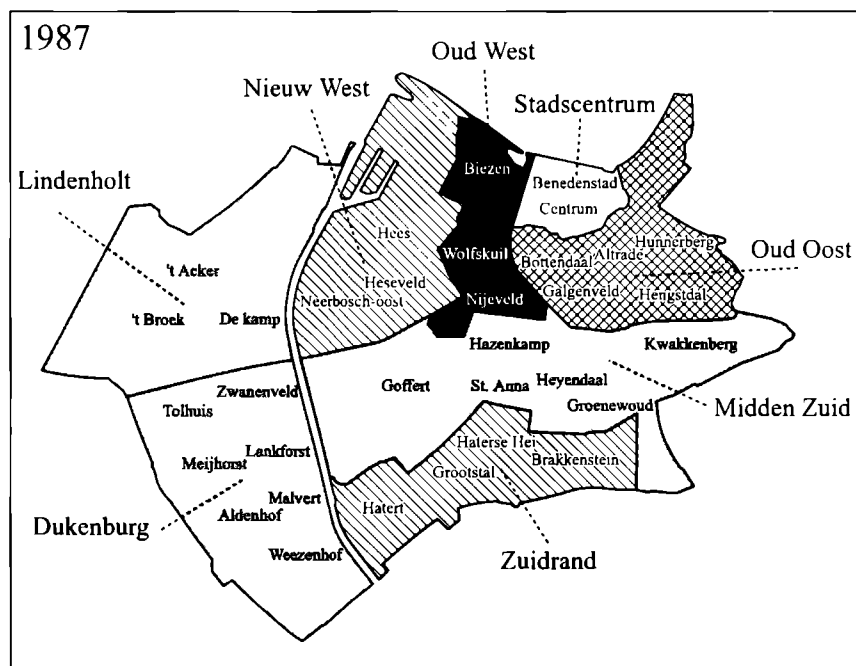 1987
Oud West
Nieuw West
Stadscentrum
Lindenholt
Biezen
Benedenstad
Centrum
Hees
Hunnerberg
Wolfskuil
Bottendaal
Altrade
Oud Oost
't Acker
Heseveld
Neerbosch-oost
Nijeveld
Galgenveld
Hengstdal
't Broek
De kamp
Hazenkamp
Kwakkenberg
Zwanenveld
Goffert
St. Anna
Heyendaal
Tolhuis
Groenewoud
Midden Zuid
Lankforst
Haterse Hei
Meijhorst
Grootstal
Brakkenstein
Malvert
Aldenhof
Hatert
Dukenburg
Weezenhof
Zuidrand